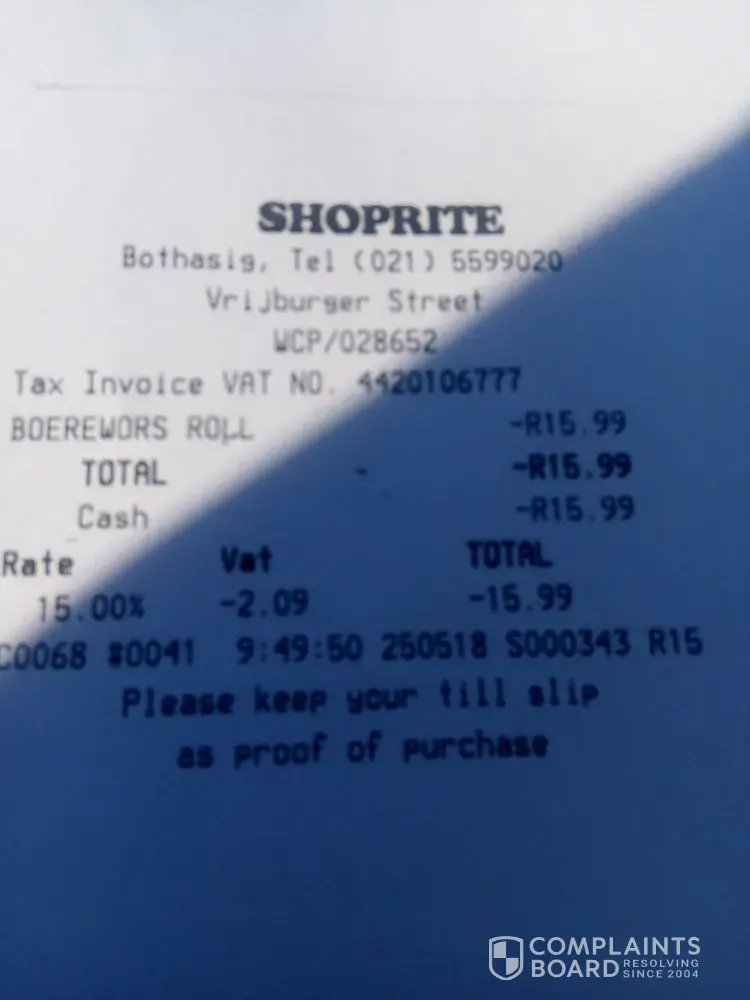 SHOPRITE
Bothasig, Tel (021) 5599020
Vrijburger Street
WCP/028652
Tax Invoice VAT NO. 4420106777
BOEREWORS ROLL -R15.99
TOTAL - -R15.99
Cash -R15.99
Rate Vat TOTAL
15.00% -2.09 -15.99
C0068 #0041 9:49:50 250518 S000343 R15
Please keep your till slip
as proof of purchase
COMPLAINTS
BOARD RESOLVING
SINCE 2004